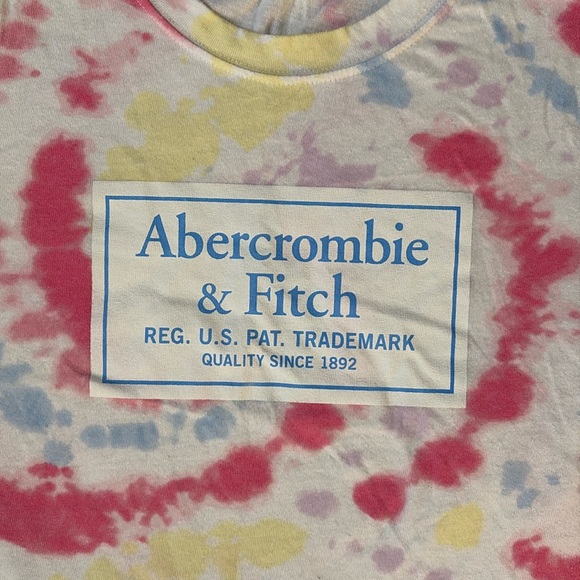 Abercrombie
& Fitch
REG. U.S. PAT. TRADEMARK
QUALITY SINCE 1892